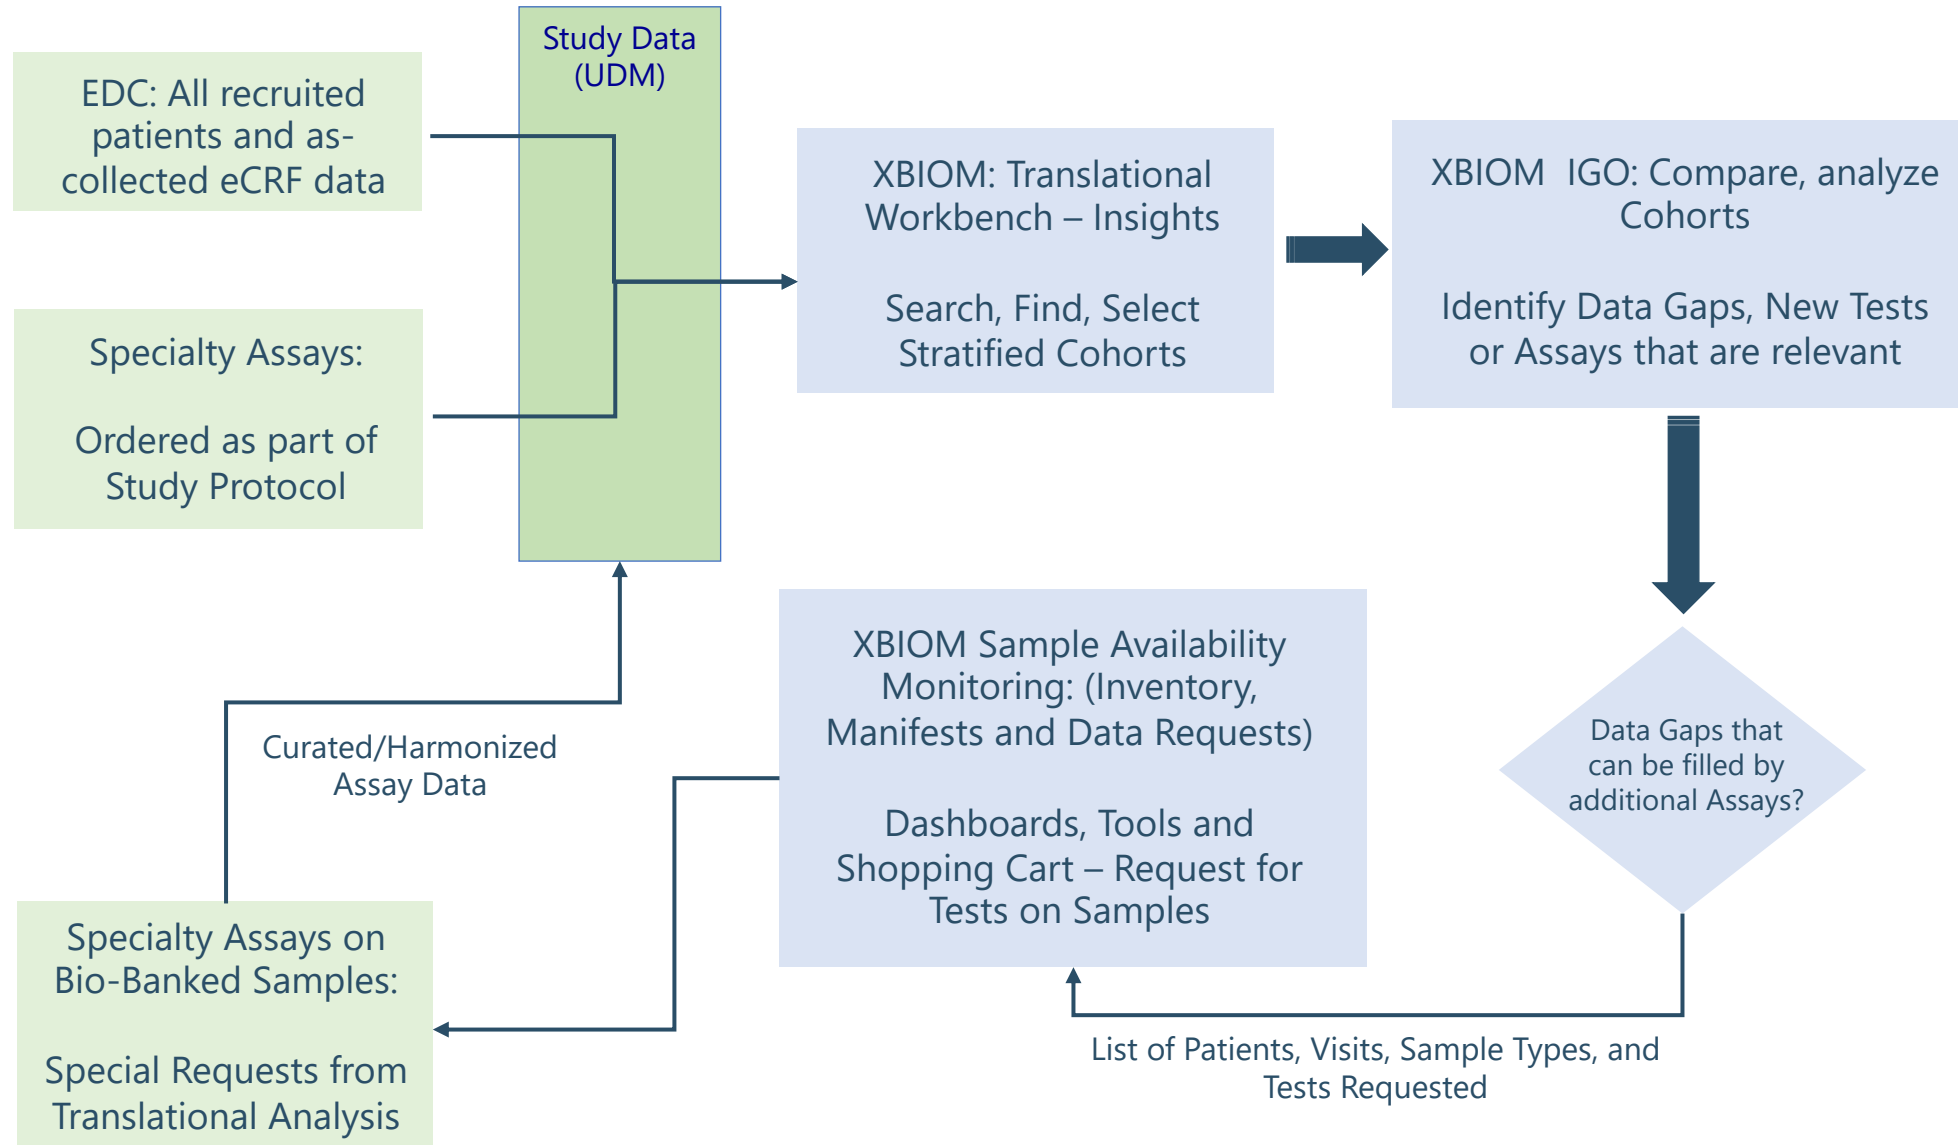 Study Data
(UDM)
EDC: All recruited
patients and as-
collected eCRF data
Specialty Assays:
Ordered as part of
Study Protocol
XBIOM: Translational
Workbench – Insights
Search, Find, Select
Stratified Cohorts
XBIOM IGO: Compare, analyze
Cohorts
Identify Data Gaps, New Tests
or Assays that are relevant
Data Gaps that
can be filled by
additional Assays?
List of Patients, Visits, Sample Types, and
Tests Requested
XBIOM Sample Availability
Monitoring: (Inventory,
Manifests and Data Requests)
Dashboards, Tools and
Shopping Cart – Request for
Tests on Samples
Curated/Harmonized
Assay Data
Specialty Assays on
Bio-Banked Samples:
Special Requests from
Translational Analysis